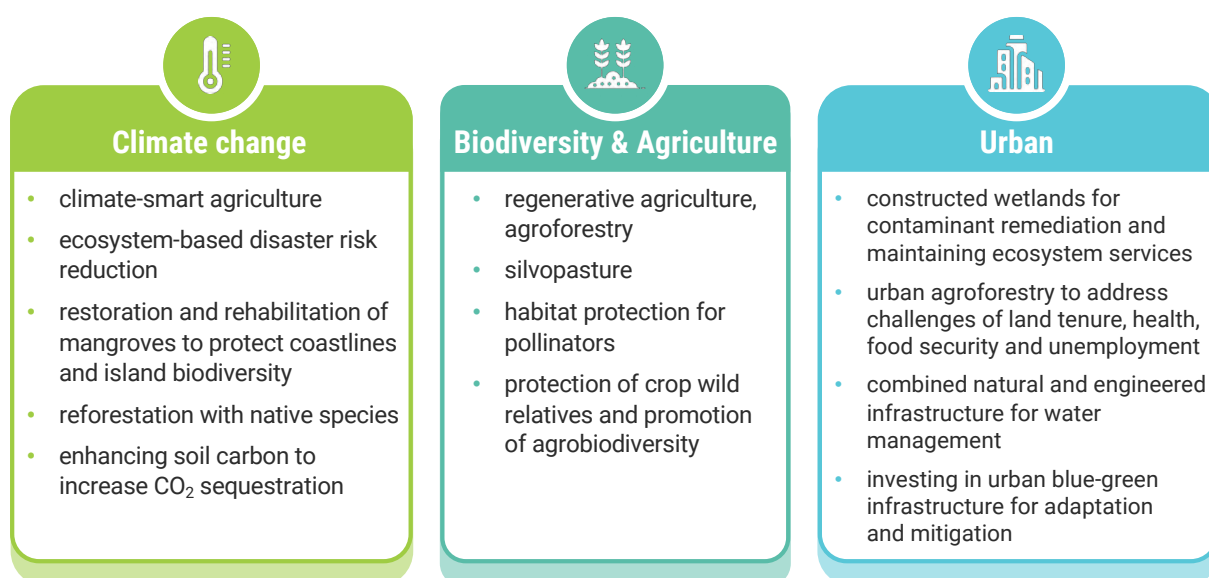 Climate change
• climate-smart agriculture
• ecosystem-based disaster risk
reduction
• restoration and rehabilitation of
mangroves to protect coastlines
and island biodiversity
• reforestation with native species
• enhancing soil carbon to
increase CO₂ sequestration
Biodiversity & Agriculture
• regenerative agriculture,
agroforestry
• silvopasture
• habitat protection for
pollinators
• protection of crop wild
relatives and promotion
of agrobiodiversity
Urban
• constructed wetlands for
contaminant remediation and
maintaining ecosystem services
• urban agroforestry to address
challenges of land tenure, health,
food security and unemployment
• combined natural and engineered
infrastructure for water
management
• investing in urban blue-green
infrastructure for adaptation
and mitigation